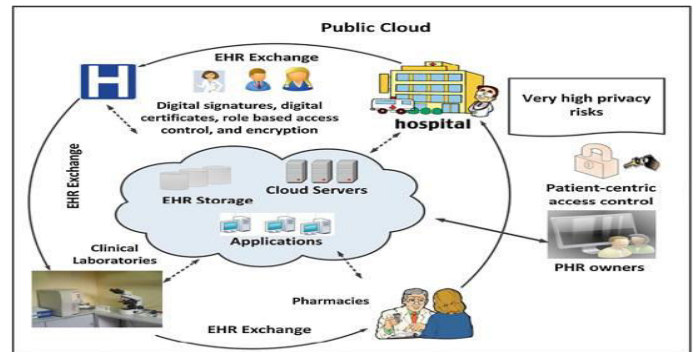 Public Cloud
EHR Exchange
H
Digital signatures, digital
certificates, role based access
control, and encryption
hospital
Very high privacy
risks
EHR Exchange
Cloud Servers
EHR Storage
Applications
Patient-centric
access control
PHR owners
Clinical
Laboratories
Pharmacies
EHR Exchange